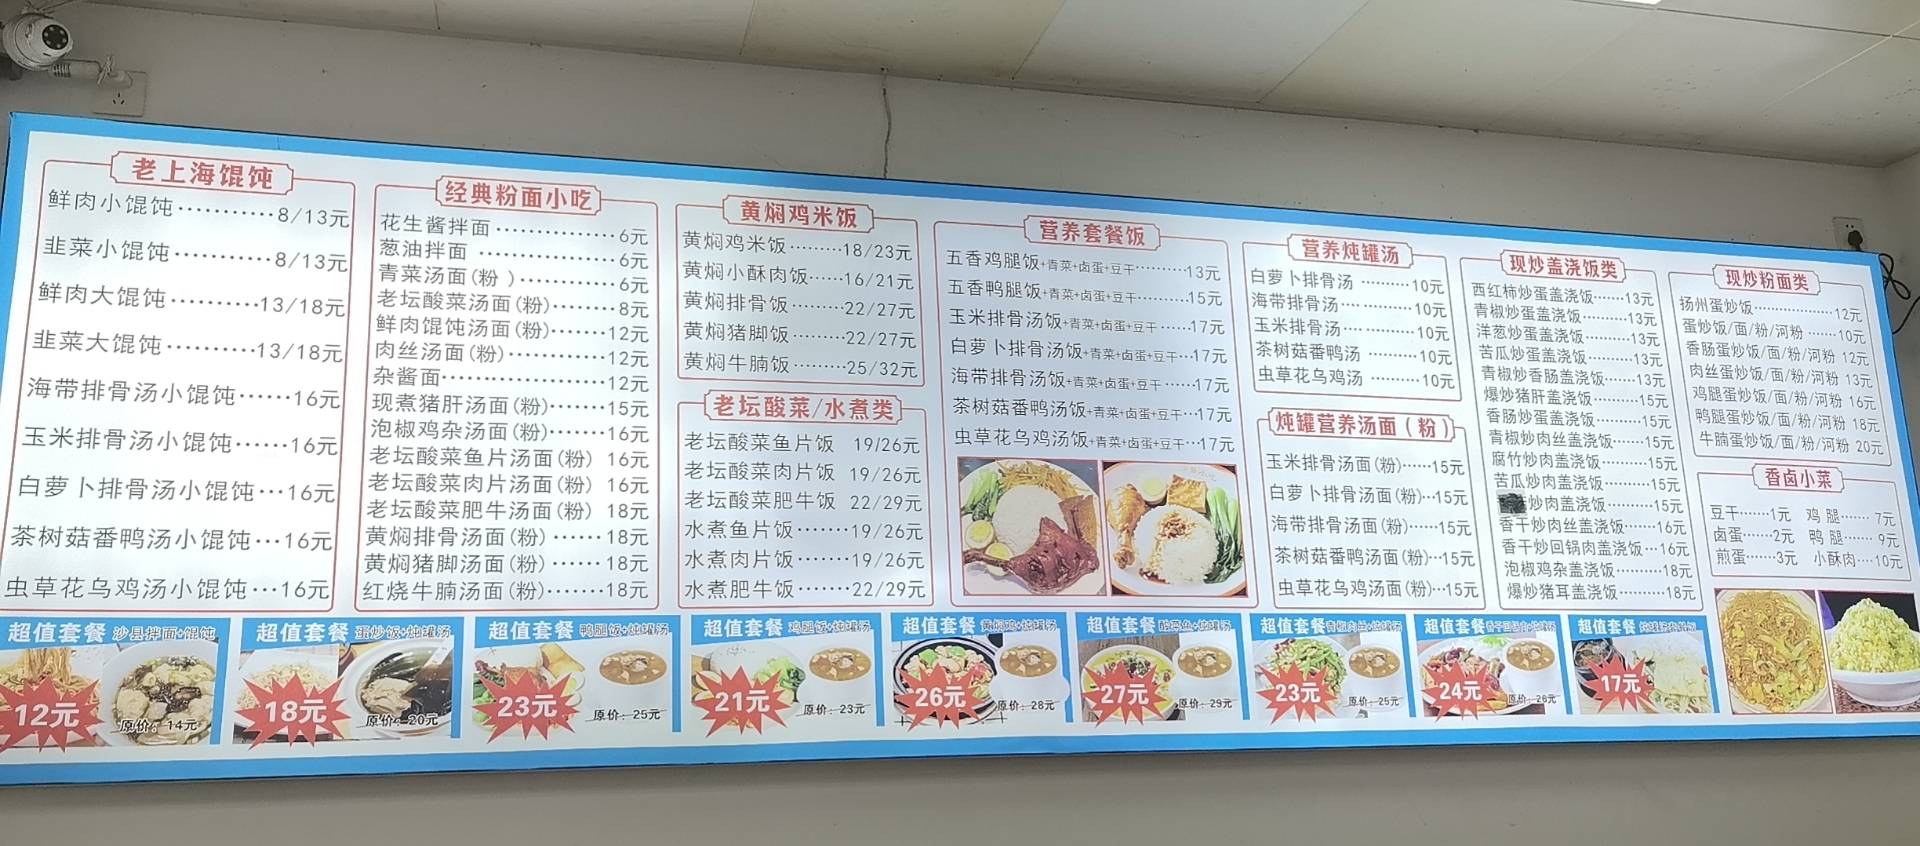 老上海馄饨
鲜肉小馄饨…………8/13元
韭菜小馄饨…………8/13元
鲜肉大馄饨…………13/18元
韭菜大馄饨…………13/18元
海带排骨汤小馄饨……16元
玉米排骨汤小馄饨……16元
白萝卜排骨汤小馄饨…16元
茶树菇番鸭汤小馄饨…16元
虫草花乌鸡汤小馄饨…16元
经典粉面小吃
花生酱拌面……………6元
葱油拌面……………6元
青菜汤面(粉)…………6元
老坛酸菜汤面(粉)………8元
鲜肉馄饨汤面(粉)……12元
肉丝汤面(粉)…………12元
杂酱面…………………12元
现煮猪肝汤面(粉)……15元
泡椒鸡杂汤面(粉)……16元
老坛酸菜鱼片汤面(粉) 16元
老坛酸菜肉片汤面(粉) 16元
老坛酸菜肥牛汤面(粉) 18元
黄焖排骨汤面(粉)……18元
黄焖猪脚汤面(粉)……18元
红烧牛腩汤面(粉)……18元
黄焖鸡米饭
黄焖鸡米饭………18/23元
黄焖小酥肉饭……16/21元
黄焖排骨饭………22/27元
黄焖猪脚饭………22/27元
黄焖牛腩饭………25/32元
老坛酸菜/水煮类
老坛酸菜鱼片饭 19/26元
老坛酸菜肉片饭 19/26元
老坛酸菜肥牛饭 22/29元
水煮鱼片饭……19/26元
水煮肉片饭……19/26元
水煮肥牛饭……22/29元
营养套餐饭
五香鸡腿饭+青菜+卤蛋+豆干………13元
五香鸭腿饭+青菜+卤蛋+豆干………15元
玉米排骨汤饭+青菜+卤蛋+豆干……17元
白萝卜排骨汤饭+青菜+卤蛋+豆干…17元
海带排骨汤饭+青菜+卤蛋+豆干……17元
茶树菇番鸭汤饭+青菜+卤蛋+豆干…17元
虫草花乌鸡汤饭+青菜+卤蛋+豆干…17元
营养炖罐汤
白萝卜排骨汤………10元
海带排骨汤…………10元
玉米排骨汤…………10元
茶树菇番鸭汤………10元
虫草花乌鸡汤………10元
炖罐营养汤面(粉)
玉米排骨汤面(粉)……15元
白萝卜排骨汤面(粉)…15元
海带排骨汤面(粉)……15元
茶树菇番鸭汤面(粉)…15元
虫草花乌鸡汤面(粉)…15元
现炒盖浇饭类
西红柿炒蛋盖浇饭……13元
青椒炒蛋盖浇饭………13元
洋葱炒蛋盖浇饭………13元
苦瓜炒蛋盖浇饭………13元
青椒炒香肠盖浇饭……13元
爆炒猪肝盖浇饭………15元
香肠炒蛋盖浇饭………15元
青椒炒肉丝盖浇饭……15元
腐竹炒肉盖浇饭………15元
苦瓜炒肉盖浇饭………15元
炒肉盖浇饭………15元
香干炒肉丝盖浇饭……16元
香干炒回锅肉盖浇饭…16元
泡椒鸡杂盖浇饭………18元
爆炒猪耳盖浇饭………18元
现炒粉面类
扬州蛋炒饭……………12元
蛋炒饭/面/粉/河粉……10元
香肠蛋炒饭/面/粉/河粉 12元
肉丝蛋炒饭/面/粉/河粉 13元
鸡腿蛋炒饭/面/粉/河粉 16元
鸭腿蛋炒饭/面/粉/河粉 18元
牛腩蛋炒饭/面/粉/河粉 20元
香卤小菜
豆干……1元 鸡腿……7元
卤蛋……2元 鸭腿……9元
煎蛋……3元 小酥肉…10元
超值套餐 沙县拌面+馄饨
12元
原价：14元
超值套餐 蛋炒饭+炖罐汤
18元
原价：20元
超值套餐 鸭腿饭+炖罐汤
23元
原价：25元
超值套餐 鸡腿饭+炖罐汤
21元
原价：23元
超值套餐 黄焖鸡+炖罐汤
26元
原价：28元
超值套餐 酸菜鱼+炖罐汤
27元
原价：29元
超值套餐 青椒肉丝+炖罐汤
23元
原价：25元
超值套餐 香干回锅肉+炖罐汤
24元
原价：26元
超值套餐
17元